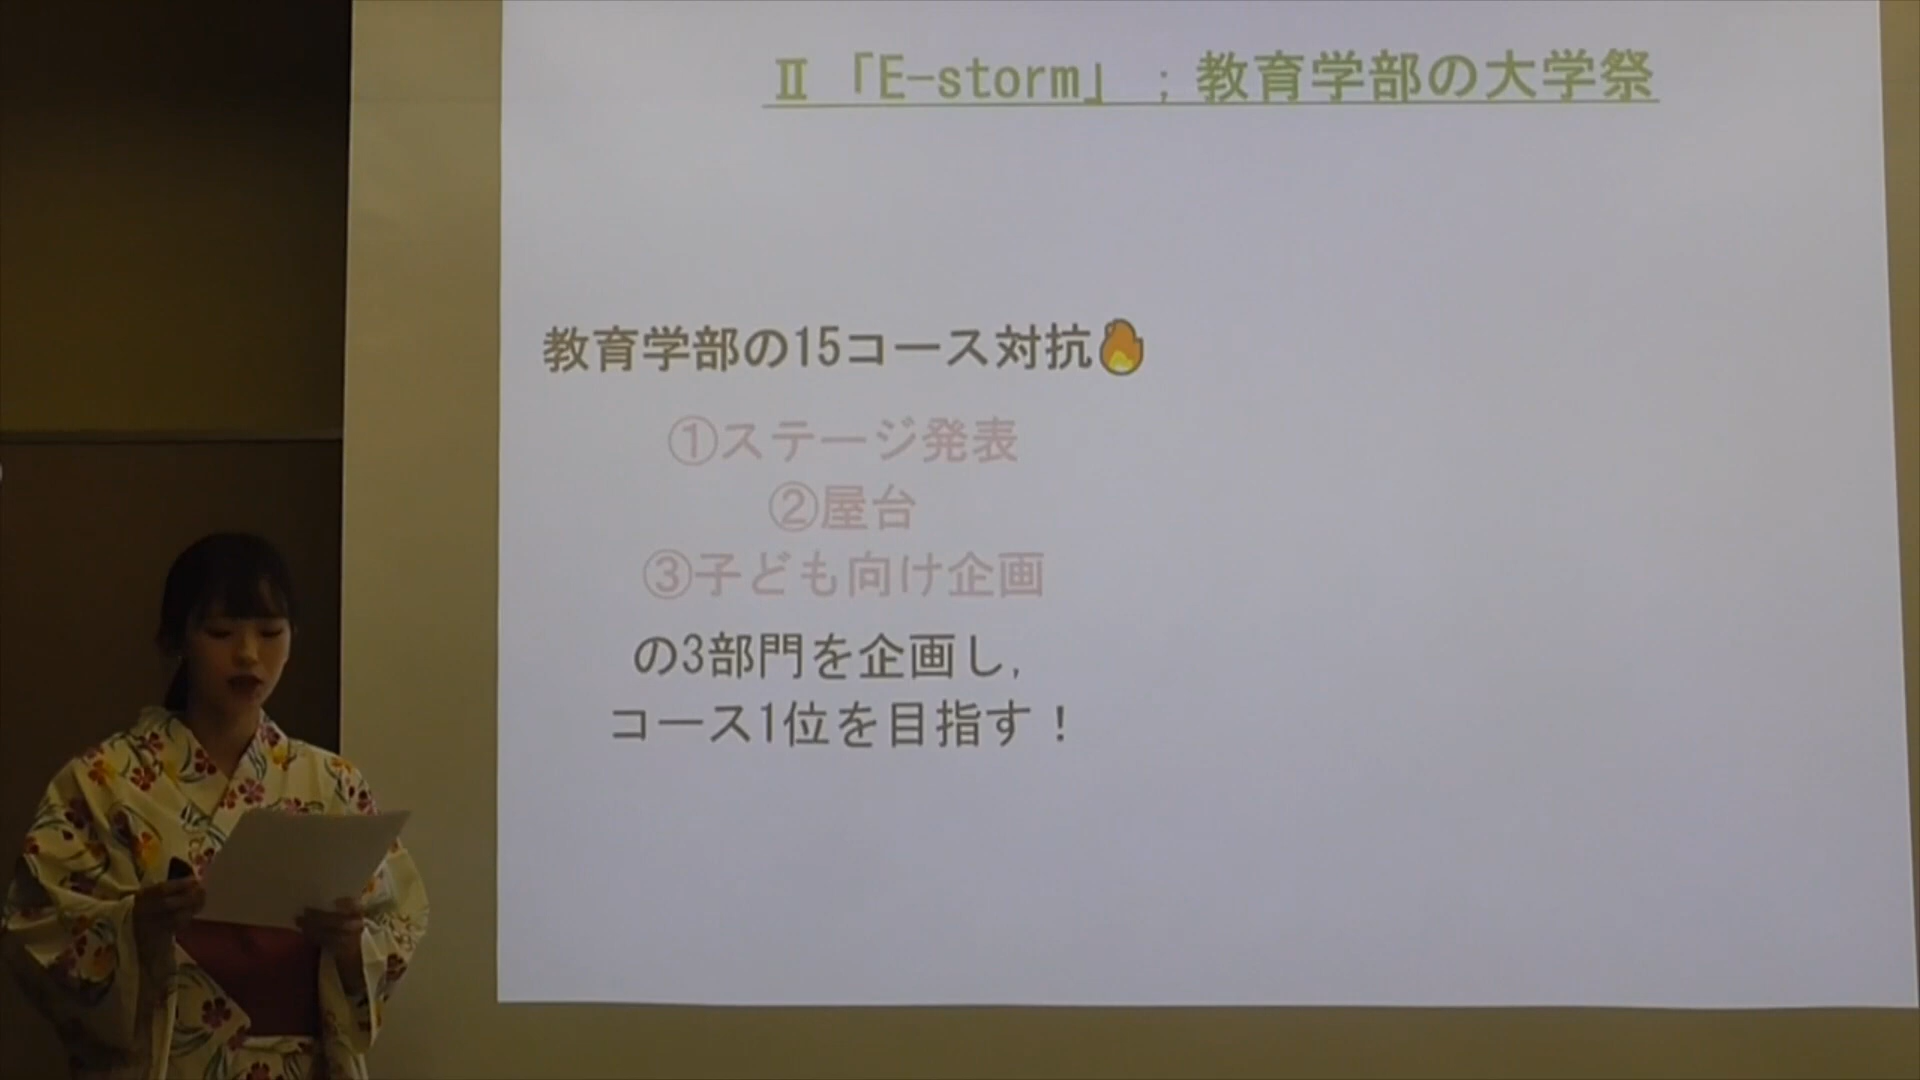 Ⅱ「E-storm」；教育学部の大学祭
教育学部の15コース対抗🔥
①ステージ発表
②屋台
③子ども向け企画
の3部門を企画し，
コース1位を目指す！